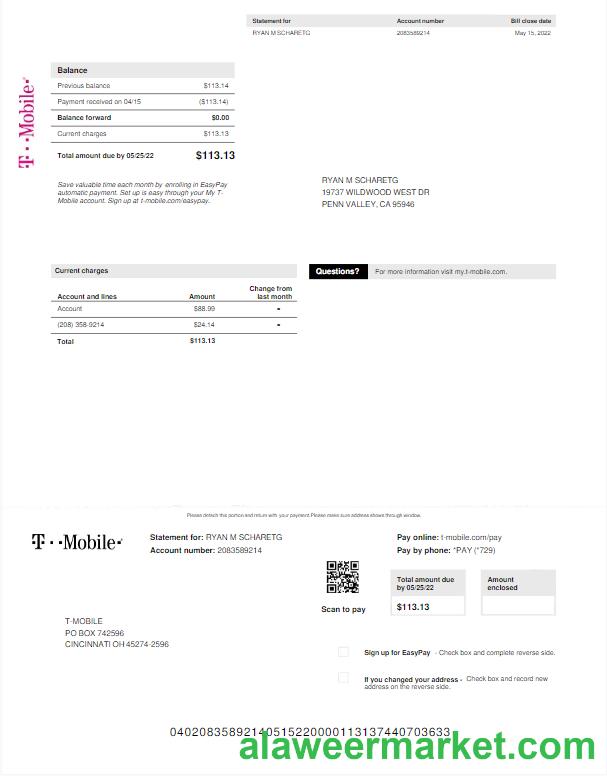 Statement for Account number Bill close date
RYAN M SCHARETG 2083589214 May 15, 2022
T··Mobile·
Balance
Previous balance $113.14
Payment received on 04/15 ($113.14)
Balance forward $0.00
Current charges $113.13
Total amount due by 05/25/22 $113.13
Save valuable time each month by enrolling in EasyPay
automatic payment. Set up is easy through your My T-
Mobile account. Sign up at t-mobile.com/easypay.
RYAN M SCHARETG
19737 WILDWOOD WEST DR
PENN VALLEY, CA 95946
Current charges
Account and lines Amount Change from last month
Account $88.99 -
(208) 358-9214 $24.14 -
Total $113.13
Questions? For more information visit my.t-mobile.com.
Please detach this portion and return with your payment.Please make sure address shows through window.
T··Mobile·
Statement for: RYAN M SCHARETG
Account number: 2083589214
Pay online: t-mobile.com/pay
Pay by phone: *PAY (*729)
Scan to pay
Total amount due
by 05/25/22
$113.13
Amount
enclosed
T-MOBILE
PO BOX 742596
CINCINNATI OH 45274-2596
Sign up for EasyPay - Check box and complete reverse side.
If you changed your address - Check box and record new
address on the reverse side.
040208358921405152200001131374407036​33
alaweermarket.com